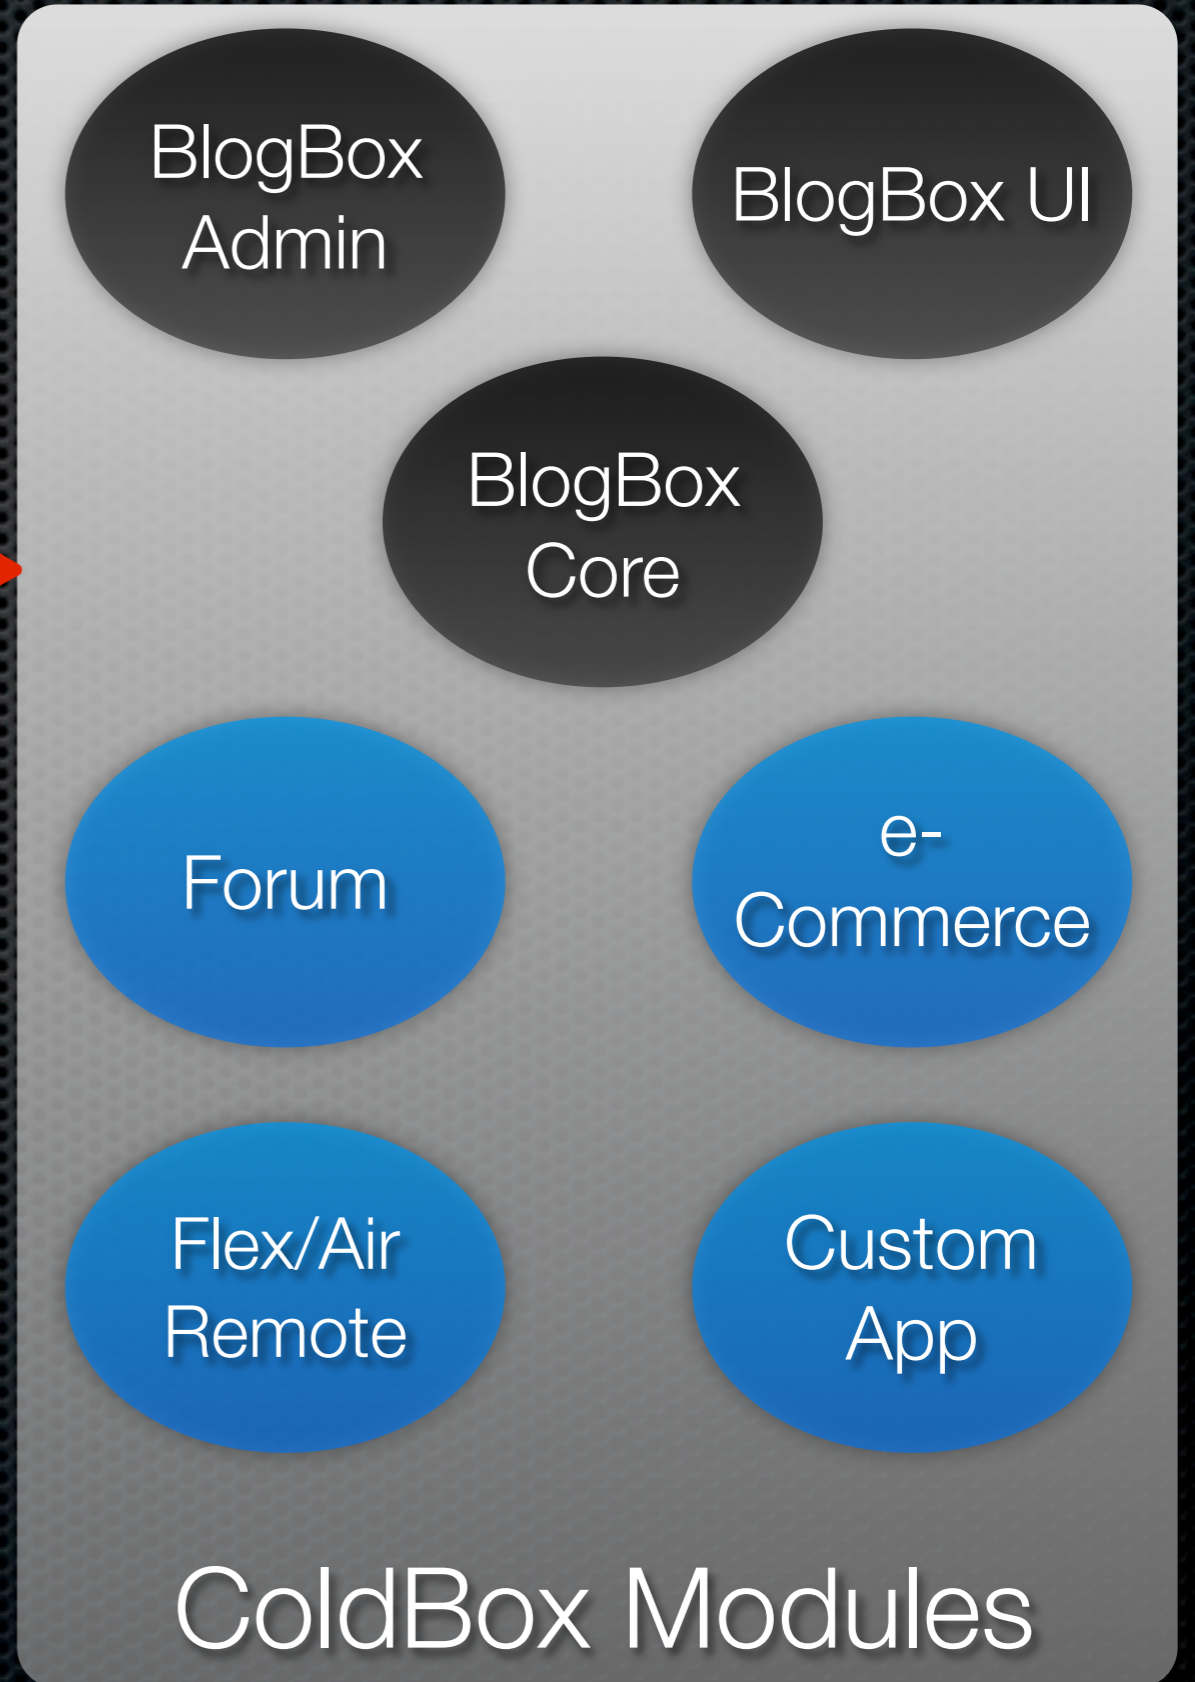 BlogBox
Admin
BlogBox UI
BlogBox
Core
Forum
e-
Commerce
Flex/Air
Remote
Custom
App
ColdBox Modules